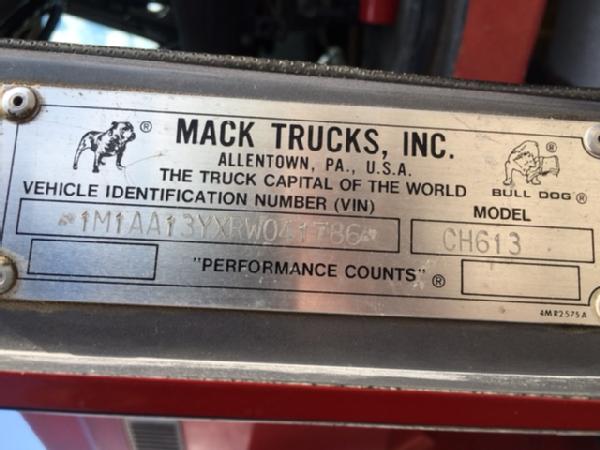 MACK TRUCKS, INC.
ALLENTOWN, PA., U.S.A.
THE TRUCK CAPITAL OF THE WORLD
BULL DOG ®
VEHICLE IDENTIFICATION NUMBER (VIN)
MODEL
1M1AA13YXRW041786
CH613
"PERFORMANCE COUNTS" ®